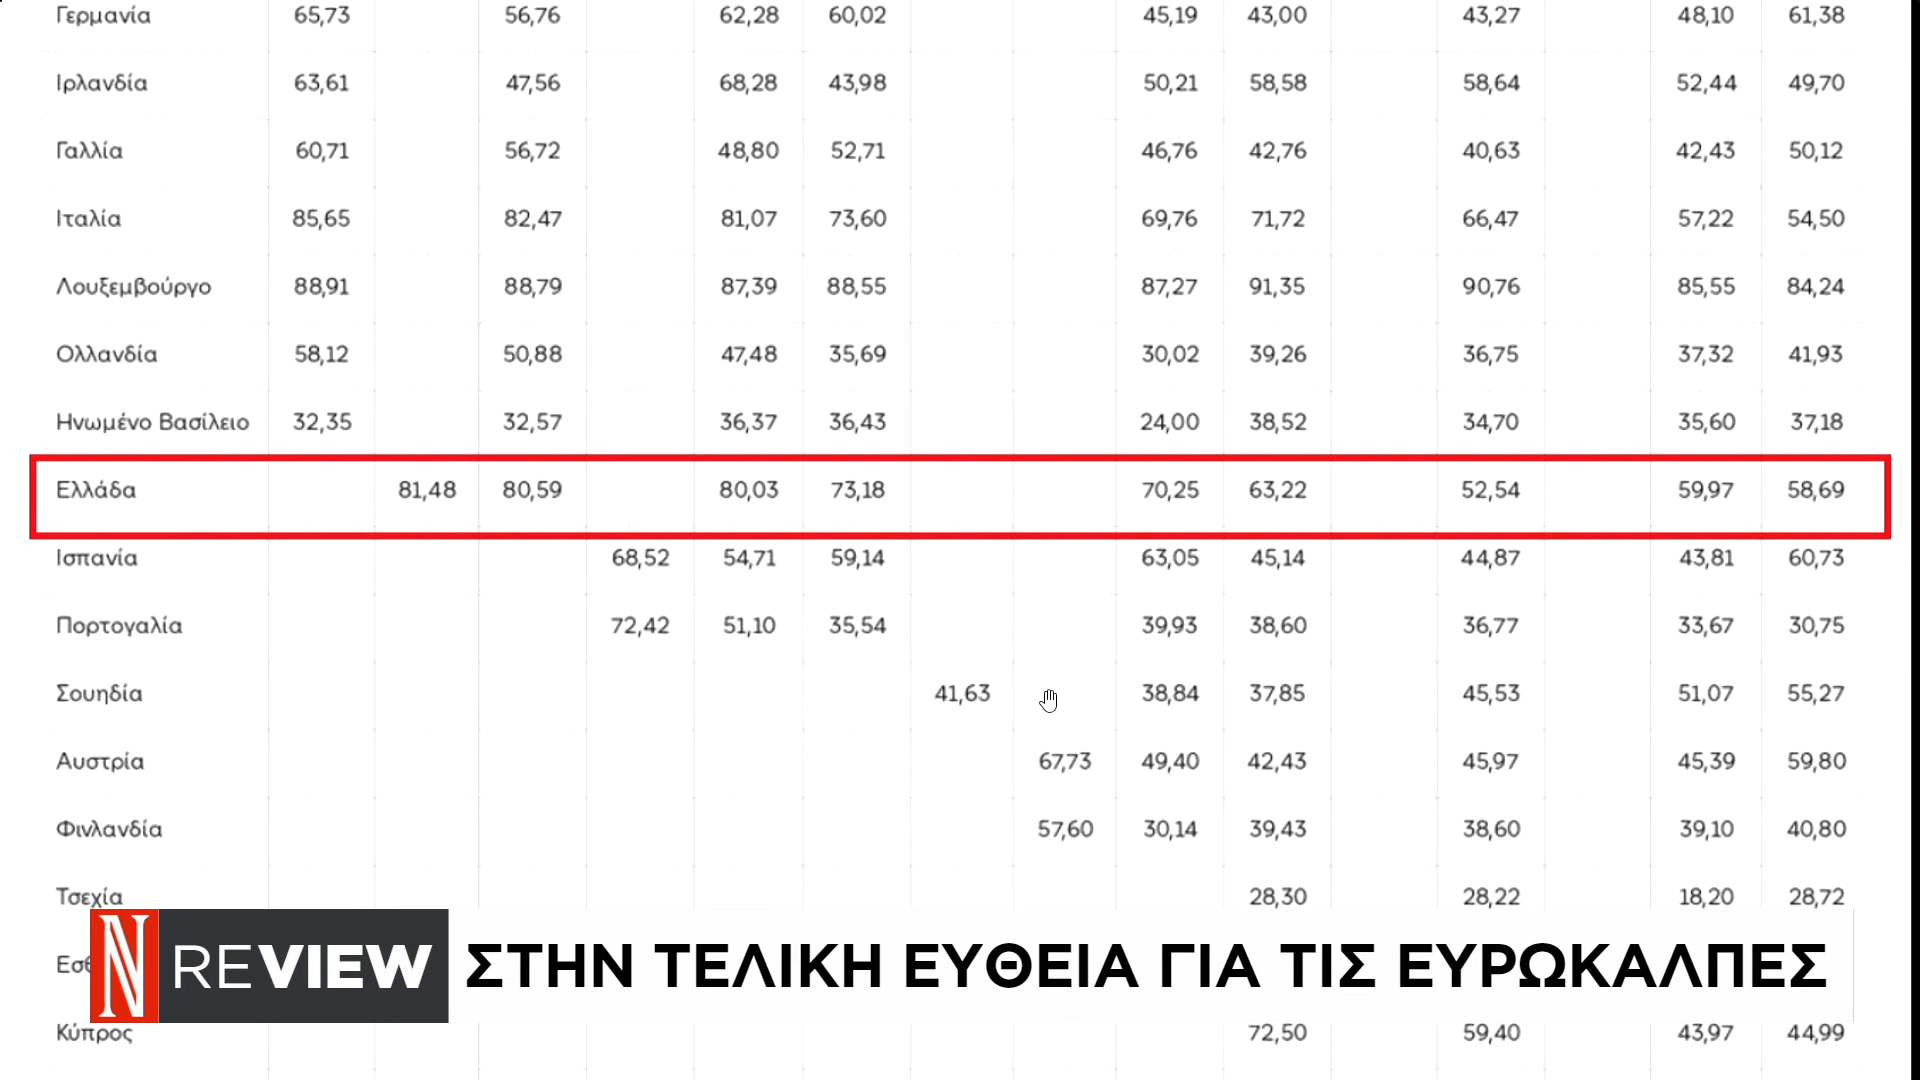 Γερμανία 65,73 56,76 62,28 60,02 45,19 43,00 43,27 48,10 61,38
Ιρλανδία 63,61 47,56 68,28 43,98 50,21 58,58 58,64 52,44 49,70
Γαλλία 60,71 56,72 48,80 52,71 46,76 42,76 40,63 42,43 50,12
Ιταλία 85,65 82,47 81,07 73,60 69,76 71,72 66,47 57,22 54,50
Λουξεμβούργο 88,91 88,79 87,39 88,55 87,27 91,35 90,76 85,55 84,24
Ολλανδία 58,12 50,88 47,48 35,69 30,02 39,26 36,75 37,32 41,93
Ηνωμένο Βασίλειο 32,35 32,57 36,37 36,43 24,00 38,52 34,70 35,60 37,18
Ελλάδα 81,48 80,59 80,03 73,18 70,25 63,22 52,54 59,97 58,69
Ισπανία 68,52 54,71 59,14 63,05 45,14 44,87 43,81 60,73
Πορτογαλία 72,42 51,10 35,54 39,93 38,60 36,77 33,67 30,75
Σουηδία 41,63 38,84 37,85 45,53 51,07 55,27
Αυστρία 67,73 49,40 42,43 45,97 45,39 59,80
Φινλανδία 57,60 30,14 39,43 38,60 39,10 40,80
Τσεχία 28,30 28,22 18,20 28,72
N REVIEW ΣΤΗΝ ΤΕΛΙΚΗ ΕΥΘΕΙΑ ΓΙΑ ΤΙΣ ΕΥΡΩΚΑΛΠΕΣ
Κύπρος 72,50 59,40 43,97 44,99